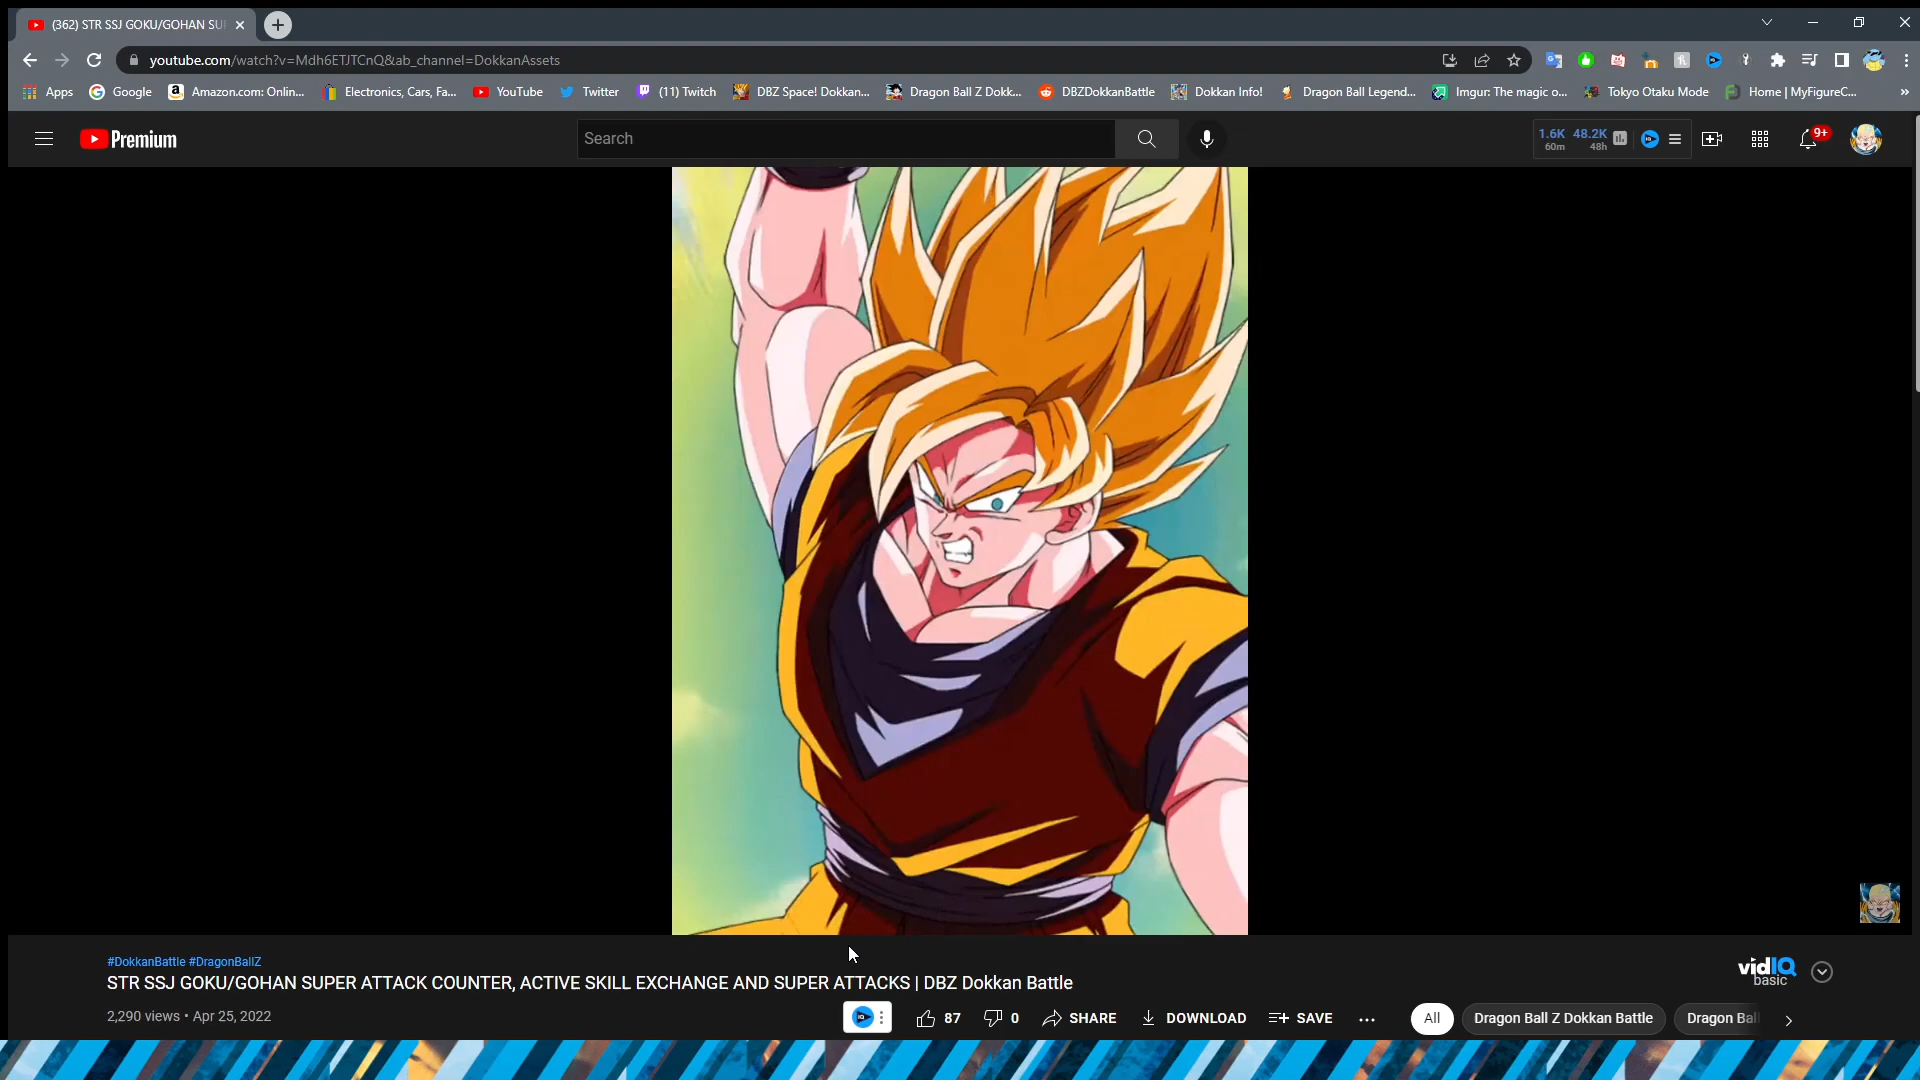 (362) STR SSJ GOKU/GOHAN SU
youtube.com/watch?v=Mdh6ETJTCnQ&ab_channel=DokkanAssets
Apps Google Amazon.com: Onlin... Electronics, Cars, Fa... YouTube Twitter (11) Twitch DBZ Space! Dokkan... Dragon Ball Z Dokk... DBZDokkanBattle Dokkan Info! Dragon Ball Legend... Imgur: The magic o... Tokyo Otaku Mode Home | MyFigureC... »
Premium Search 1.6K 60m 48.2K 48h 9+
#DokkanBattle #DragonBallZ
STR SSJ GOKU/GOHAN SUPER ATTACK COUNTER, ACTIVE SKILL EXCHANGE AND SUPER ATTACKS | DBZ Dokkan Battle
vidIQ
basic
2,290 views • Apr 25, 2022
87 0 SHARE DOWNLOAD SAVE ... All Dragon Ball Z Dokkan Battle Dragon Bal